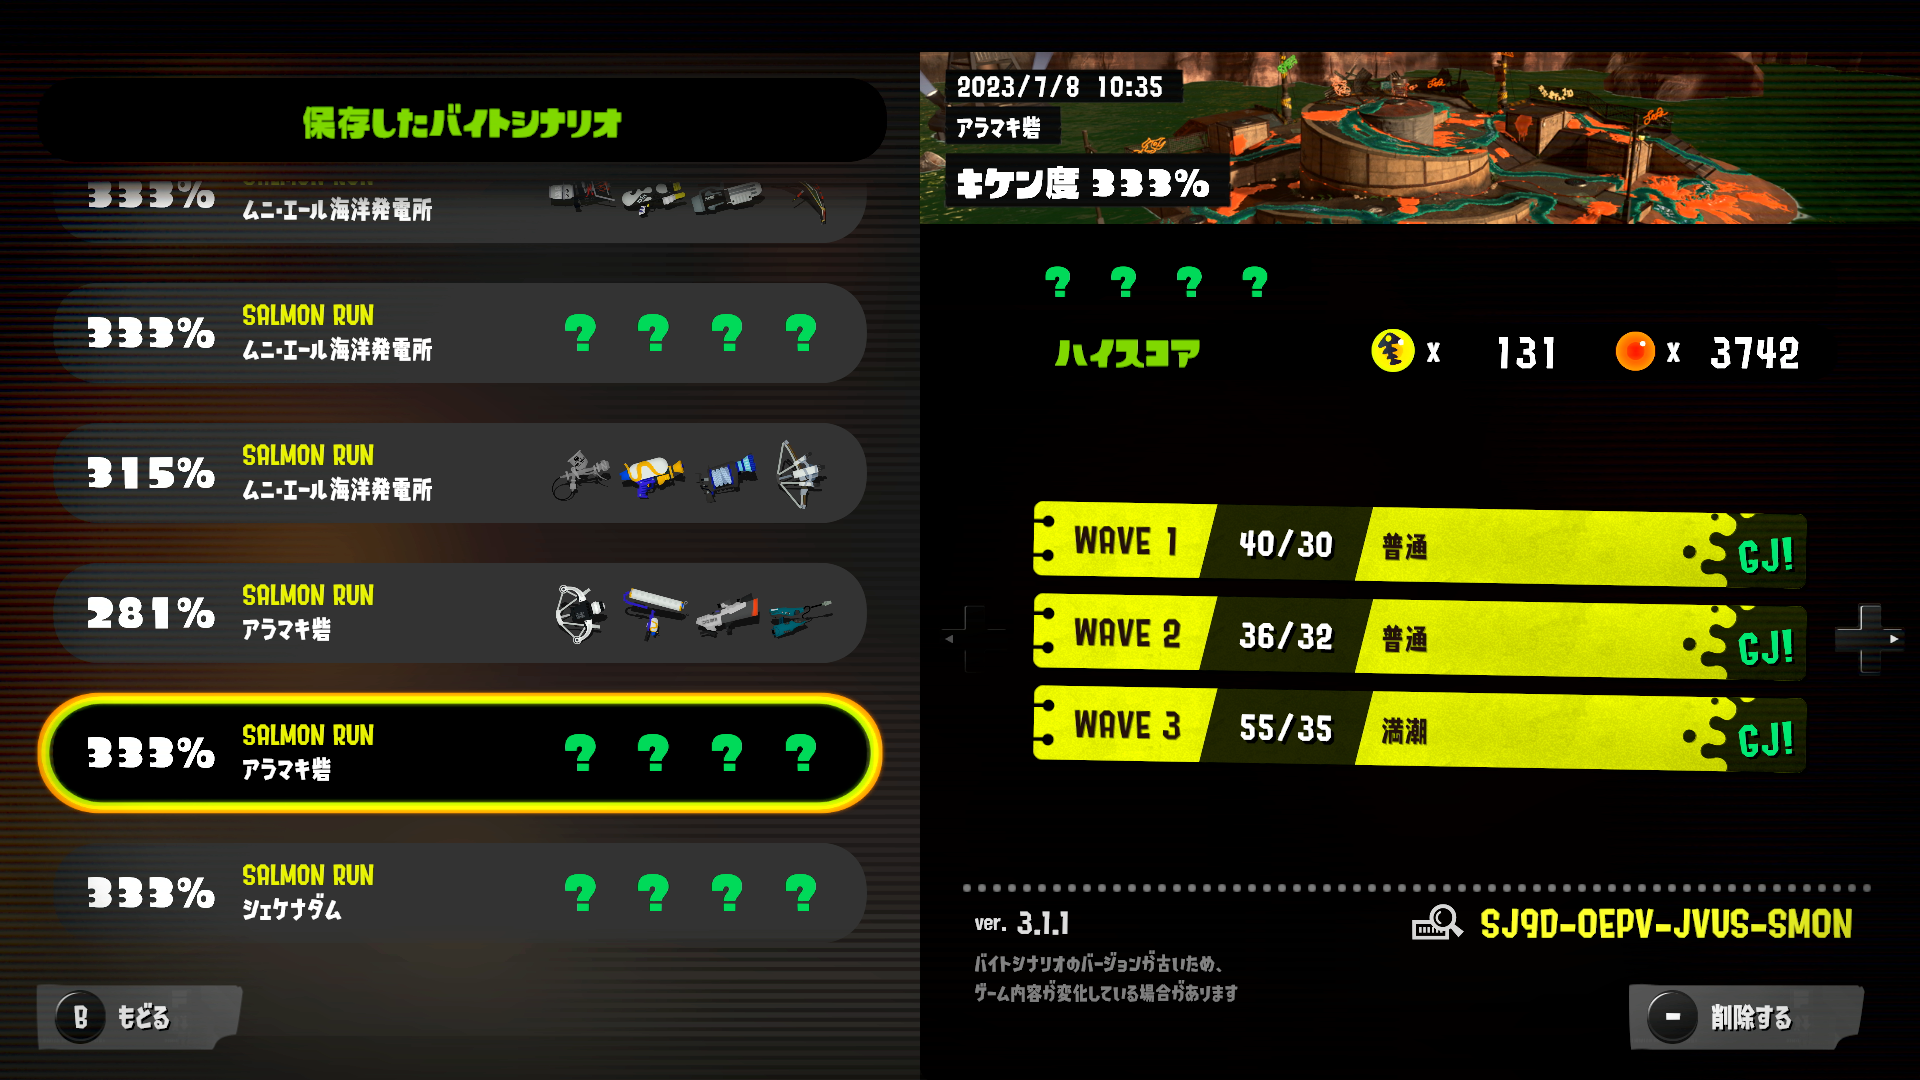 保存したバイトシナリオ
333%
ムニ・エール海洋発電所
333%
SALMON RUN
ムニ・エール海洋発電所
? ? ? ?
315%
SALMON RUN
ムニ・エール海洋発電所
281%
SALMON RUN
アラマキ砦
333%
SALMON RUN
アラマキ砦
? ? ? ?
333%
SALMON RUN
シェケナダム
? ? ? ?
B もどる
2023/7/8 10:35
アラマキ砦
キケン度 333%
? ? ? ?
ハイスコア x 131 x 3742
WAVE 1 40/30 普通 GJ!
WAVE 2 36/32 普通 GJ!
WAVE 3 55/35 満潮 GJ!
ver. 3.1.1
SJ9D-0EPV-JVUS-SM0N
バイトシナリオのバージョンが古いため、
ゲーム内容が変化している場合があります
- 削除する